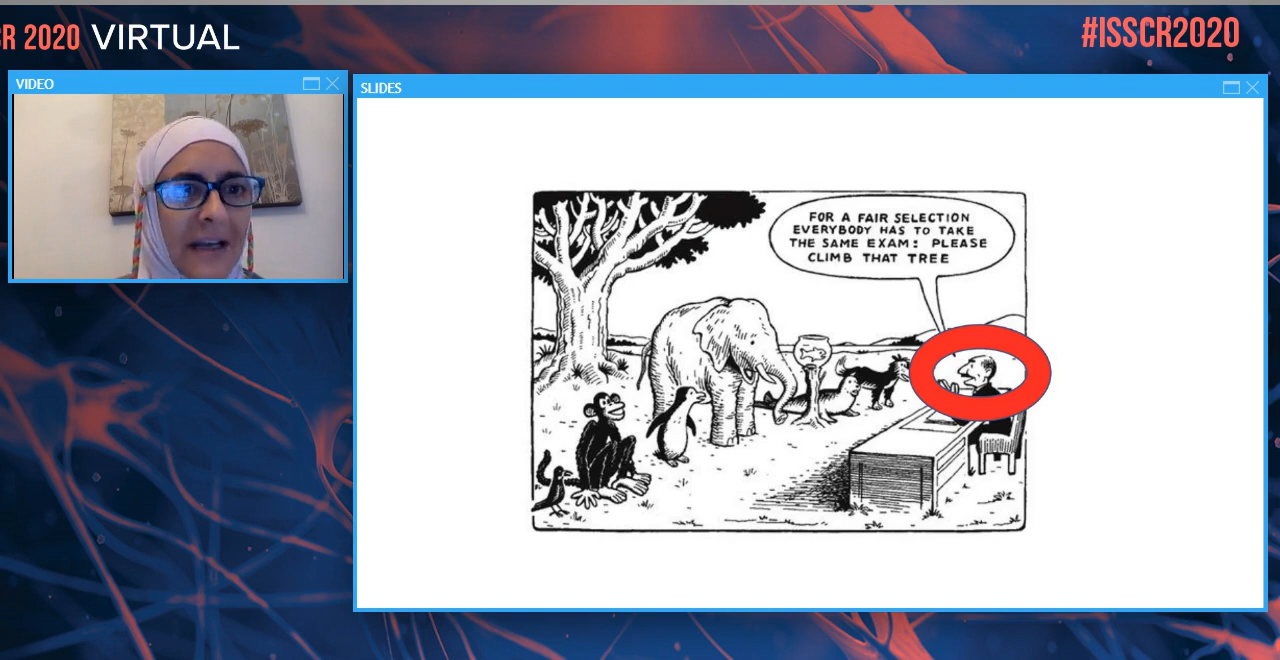 CR 2020 VIRTUAL
#ISSCR2020
VIDEO
SLIDES
FOR A FAIR SELECTION
EVERYBODY HAS TO TAKE
THE SAME EXAM: PLEASE
CLIMB THAT TREE